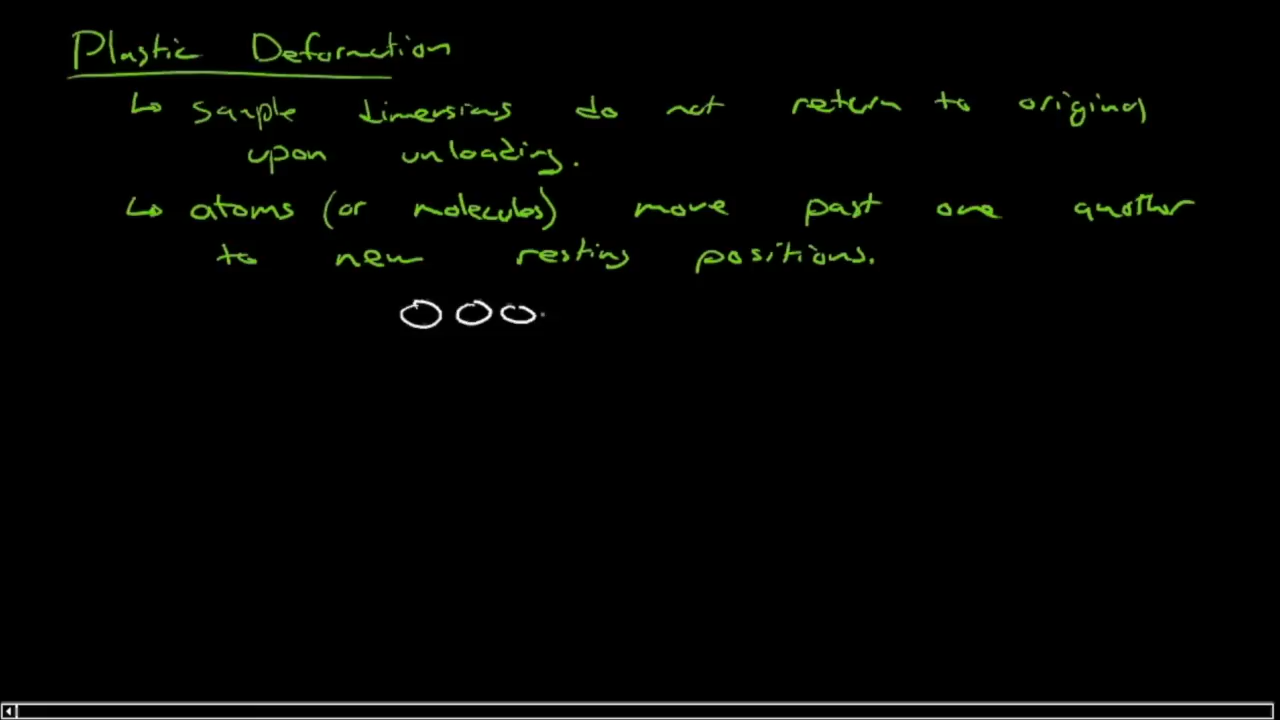 Plastic Deformation
↳ sample dimensions do not return to original
upon unloading.
↳ atoms (or molecules) move past one another
to new resting positions.